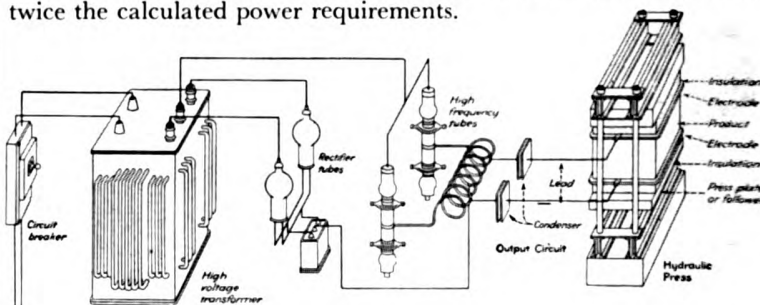 twice the calculated power requirements.
Circuit
breaker
High
voltage
transformer
Rectifier
tubes
High
frequency
tubes
Lead
Condenser
Output Circuit
Insulation
Electrode
Product
Electrode
Insulation
Press platen
or follower
Hydraulic
Press